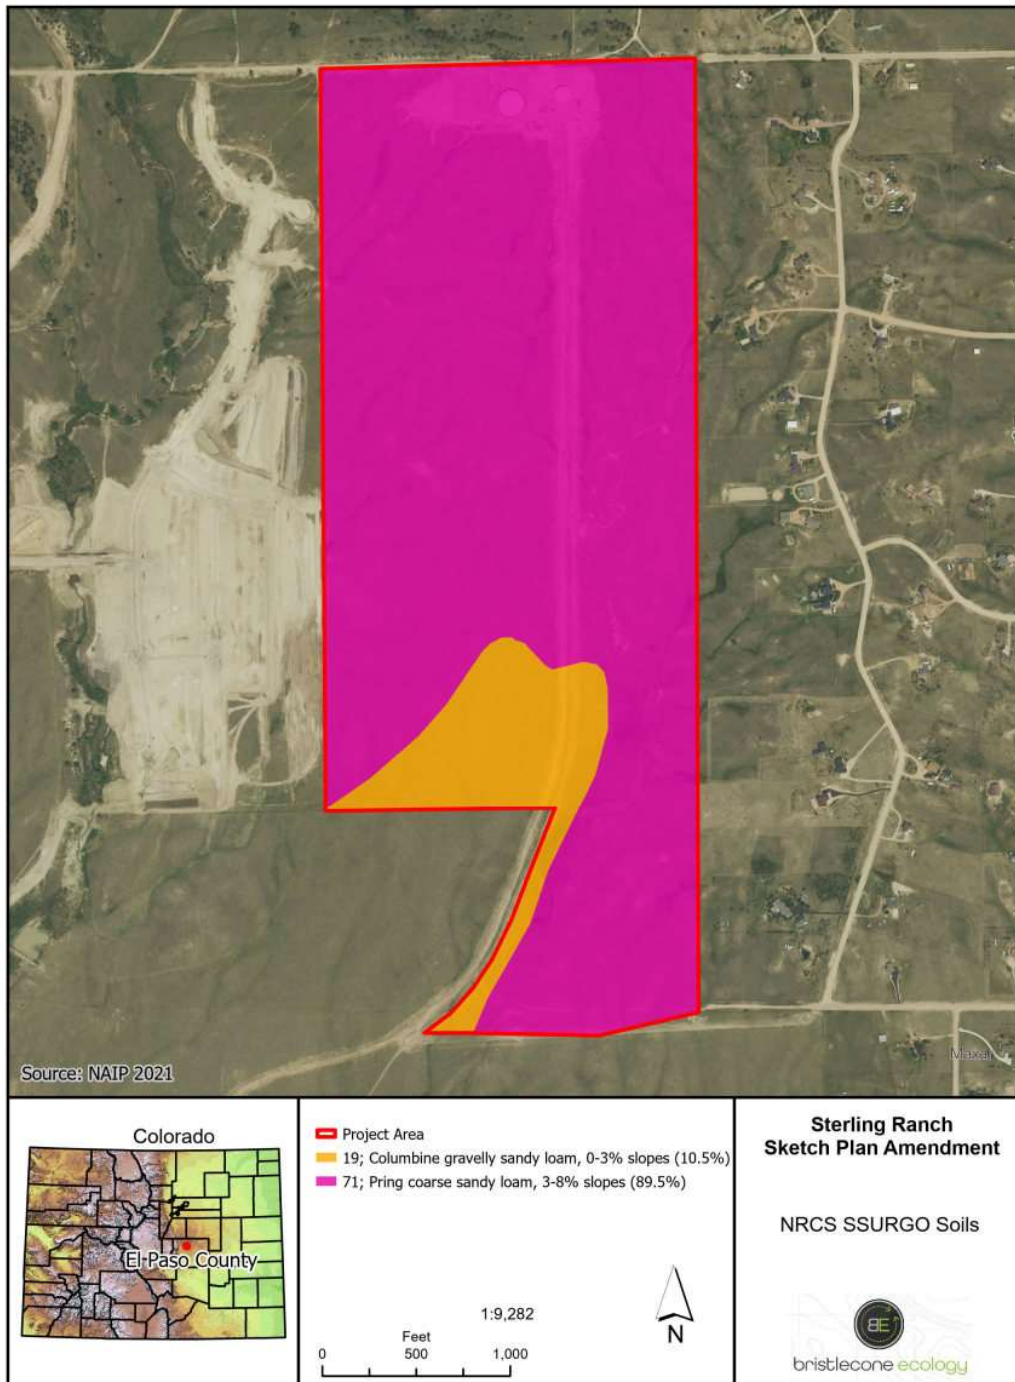 Maxa
Source: NAIP 2021
Colorado
El Paso County
Project Area
19; Columbine gravelly sandy loam, 0-3% slopes (10.5%)
71; Pring coarse sandy loam, 3-8% slopes (89.5%)
1:9,282
Feet
0 500 1,000
N
Sterling Ranch
Sketch Plan Amendment
NRCS SSURGO Soils
BE
bristlecone ecology